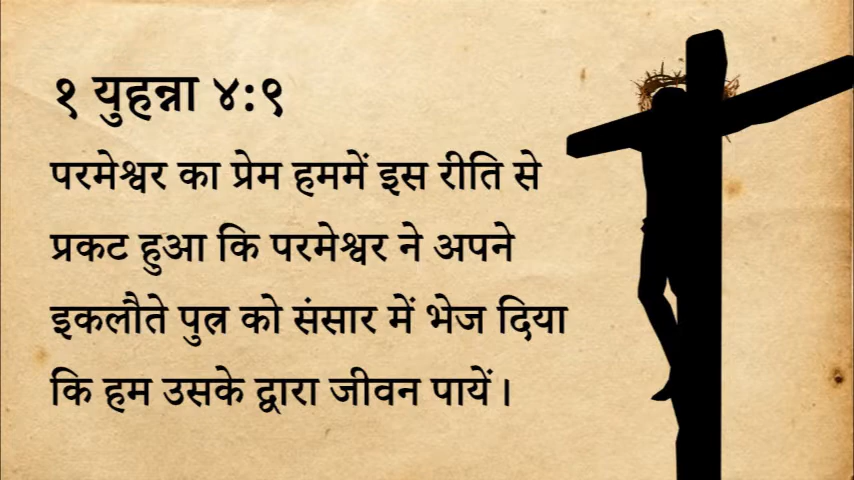 १ युहन्ना ४:९
परमेश्वर का प्रेम हममें इस रीति से
प्रकट हुआ कि परमेश्वर ने अपने
इकलौते पुत्र को संसार में भेज दिया
कि हम उसके द्वारा जीवन पायें।